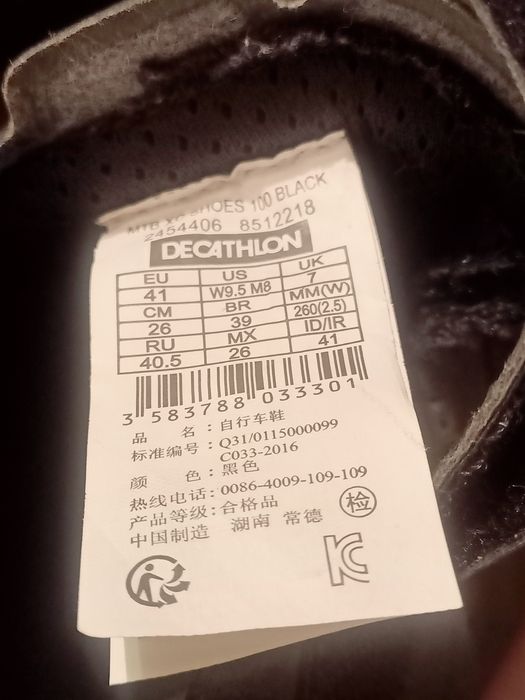 MTB XC SHOES 100 BLACK
2454406 8512218
DECATHLON
EU US UK
41 W9.5 M8 7
CM BR MM(W)
26 39 260(2.5)
RU MX ID/IR
40.5 26 41
3 583788 033301
品 名：自行车鞋
标准编号：Q31/0115000099
C033-2016
颜 色：黑色
热线电话：0086-4009-109-109
产品等级：合格品
中国制造 湖南 常德
检